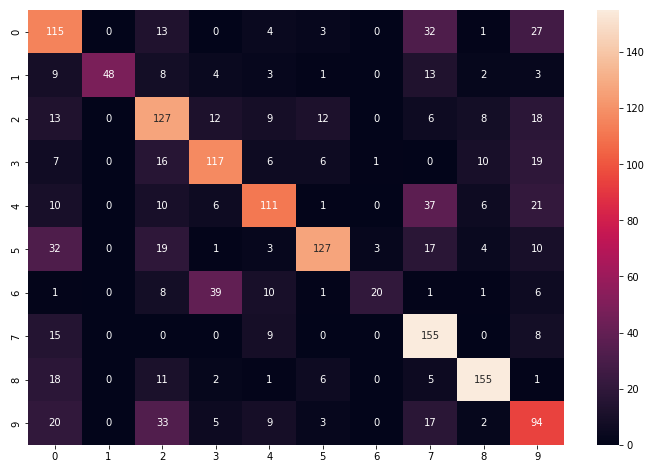 0 115 0 13 0 4 3 0 32 1 27
1 9 48 8 4 3 1 0 13 2 3
2 13 0 127 12 9 12 0 6 8 18
3 7 0 16 117 6 6 1 0 10 19
4 10 0 10 6 111 1 0 37 6 21
5 32 0 19 1 3 127 3 17 4 10
6 1 0 8 39 10 1 20 1 1 6
7 15 0 0 0 9 0 0 155 0 8
8 18 0 11 2 1 6 0 5 155 1
9 20 0 33 5 9 3 0 17 2 94
0 1 2 3 4 5 6 7 8 9
140
120
100
80
60
40
20
0